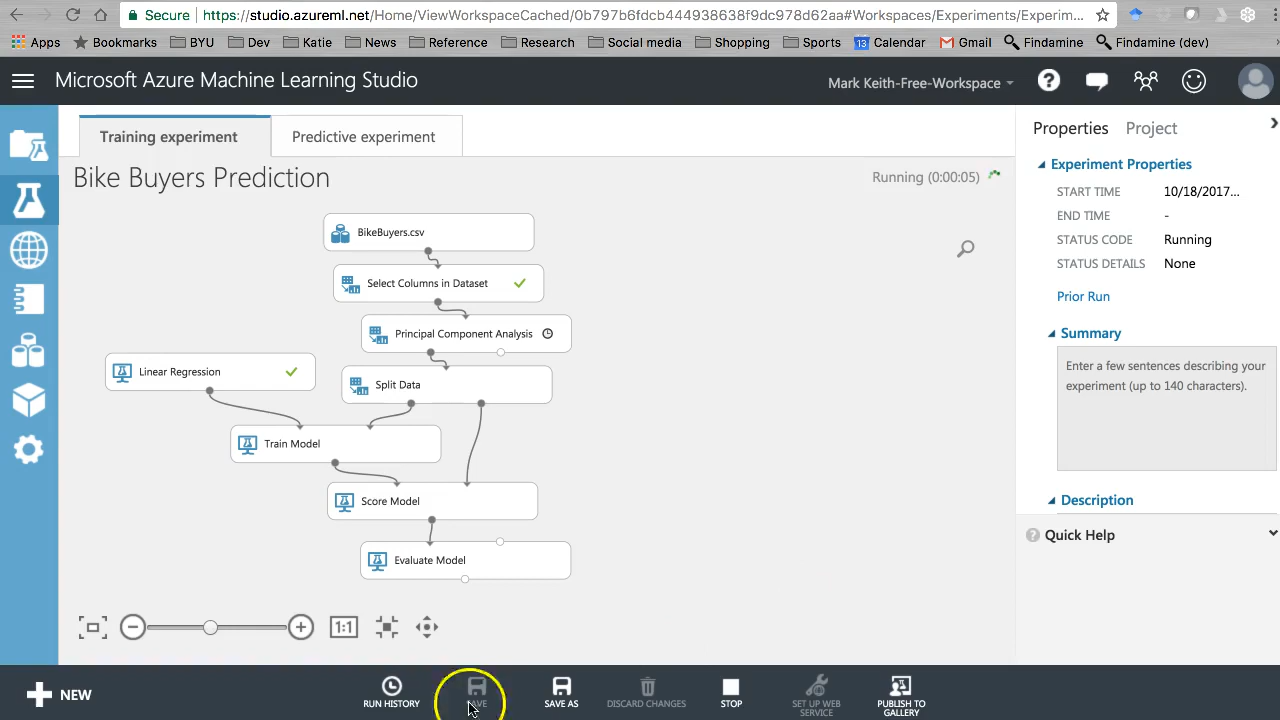 Secure | https://studio.azureml.net/Home/ViewWorkspaceCached/0b797b6fdcb444938638f9dc978d62aa#Workspaces/Experiments/Experim...
Apps Bookmarks BYU Dev Katie News Reference Research Social media Shopping Sports 13 Calendar Gmail Findamine Findamine (dev)
Microsoft Azure Machine Learning Studio
Mark Keith-Free-Workspace
?
Training experiment
Predictive experiment
Bike Buyers Prediction
Running (0:00:05)
BikeBuyers.csv
Select Columns in Dataset
Principal Component Analysis
Linear Regression
Split Data
Train Model
Score Model
Evaluate Model
1:1
Properties Project
Experiment Properties
START TIME 10/18/2017...
END TIME -
STATUS CODE Running
STATUS DETAILS None
Prior Run
Summary
Enter a few sentences describing your
experiment (up to 140 characters).
Description
? Quick Help
NEW
RUN HISTORY
SAVE
SAVE AS
DISCARD CHANGES
STOP
SET UP WEB
SERVICE
PUBLISH TO
GALLERY